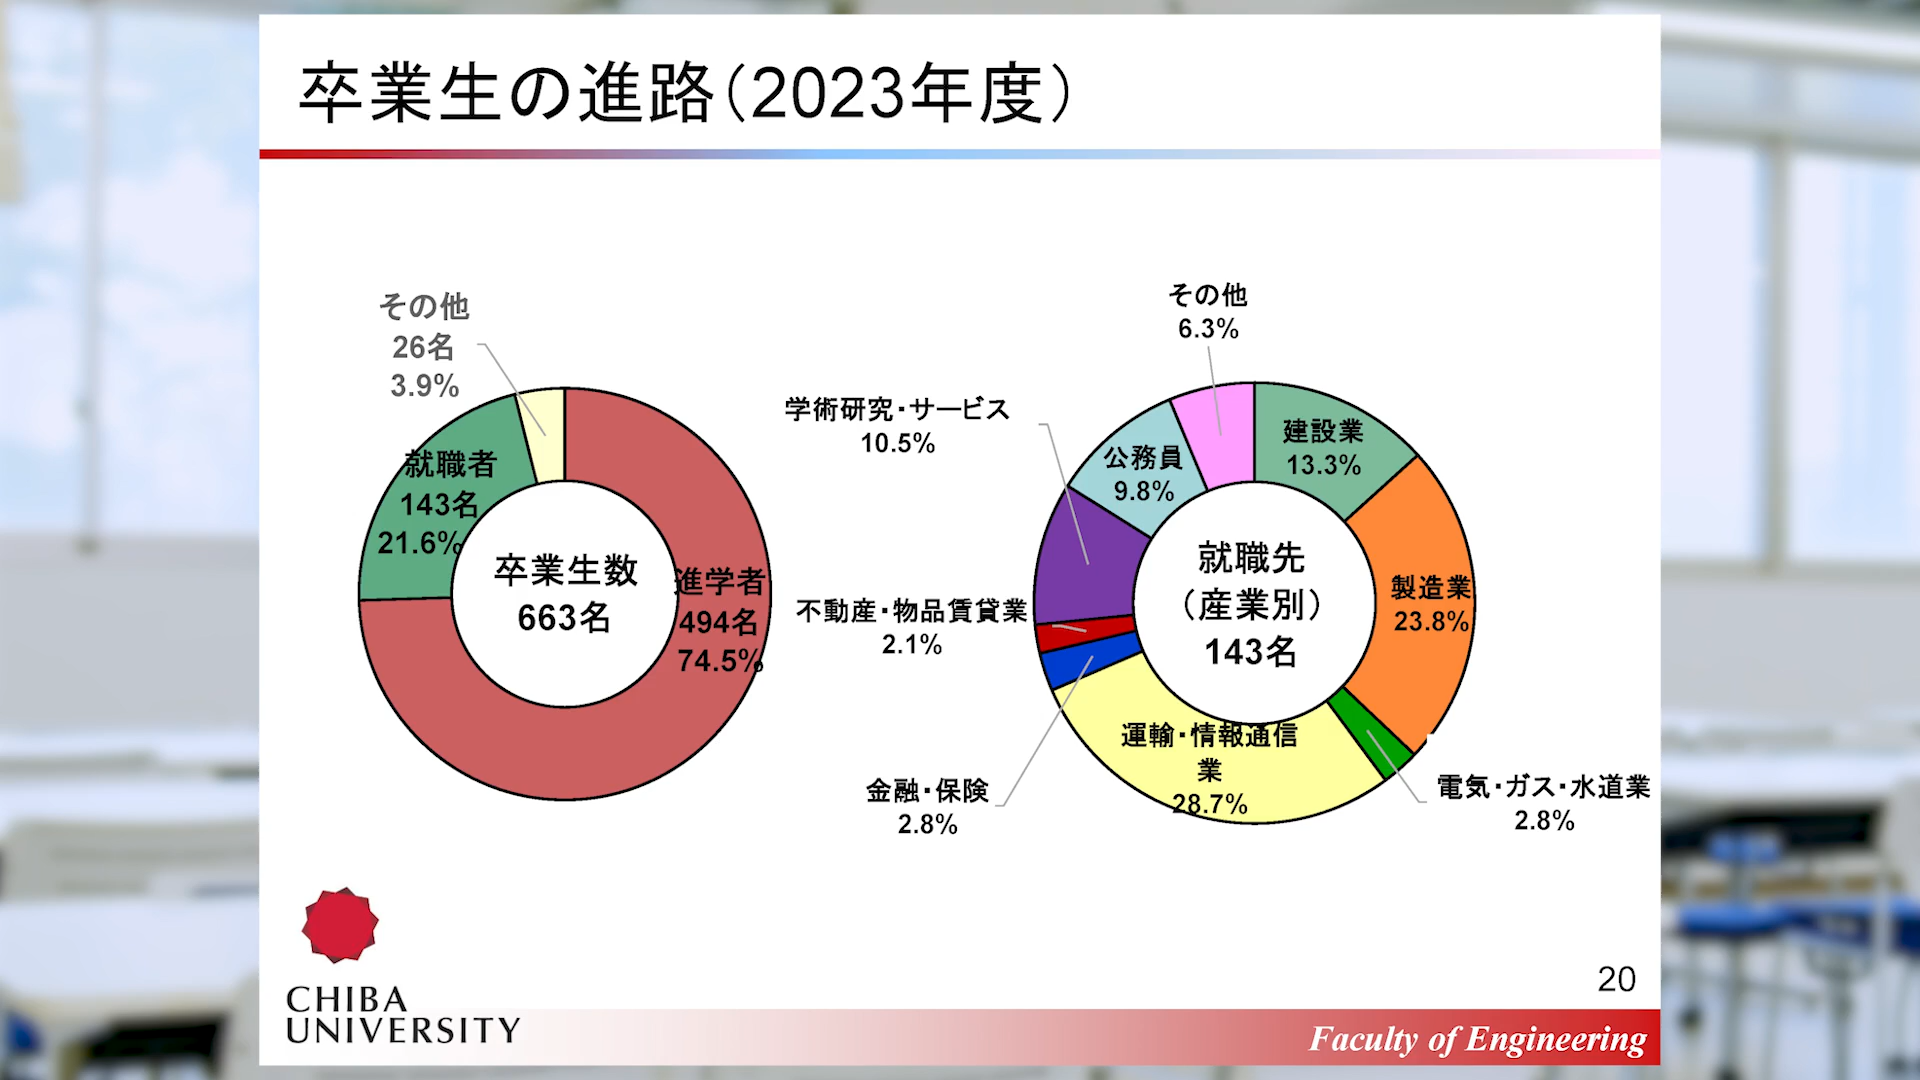 卒業生の進路（2023年度）
その他
26名
3.9%
就職者
143名
21.6%
卒業生数
663名
進学者
494名
74.5%
その他
6.3%
学術研究・サービス
10.5%
公務員
9.8%
建設業
13.3%
就職先
（産業別）
143名
製造業
23.8%
不動産・物品賃貸業
2.1%
運輸・情報通信
業
28.7%
金融・保険
2.8%
電気・ガス・水道業
2.8%
CHIBA
UNIVERSITY
20
Faculty of Engineering